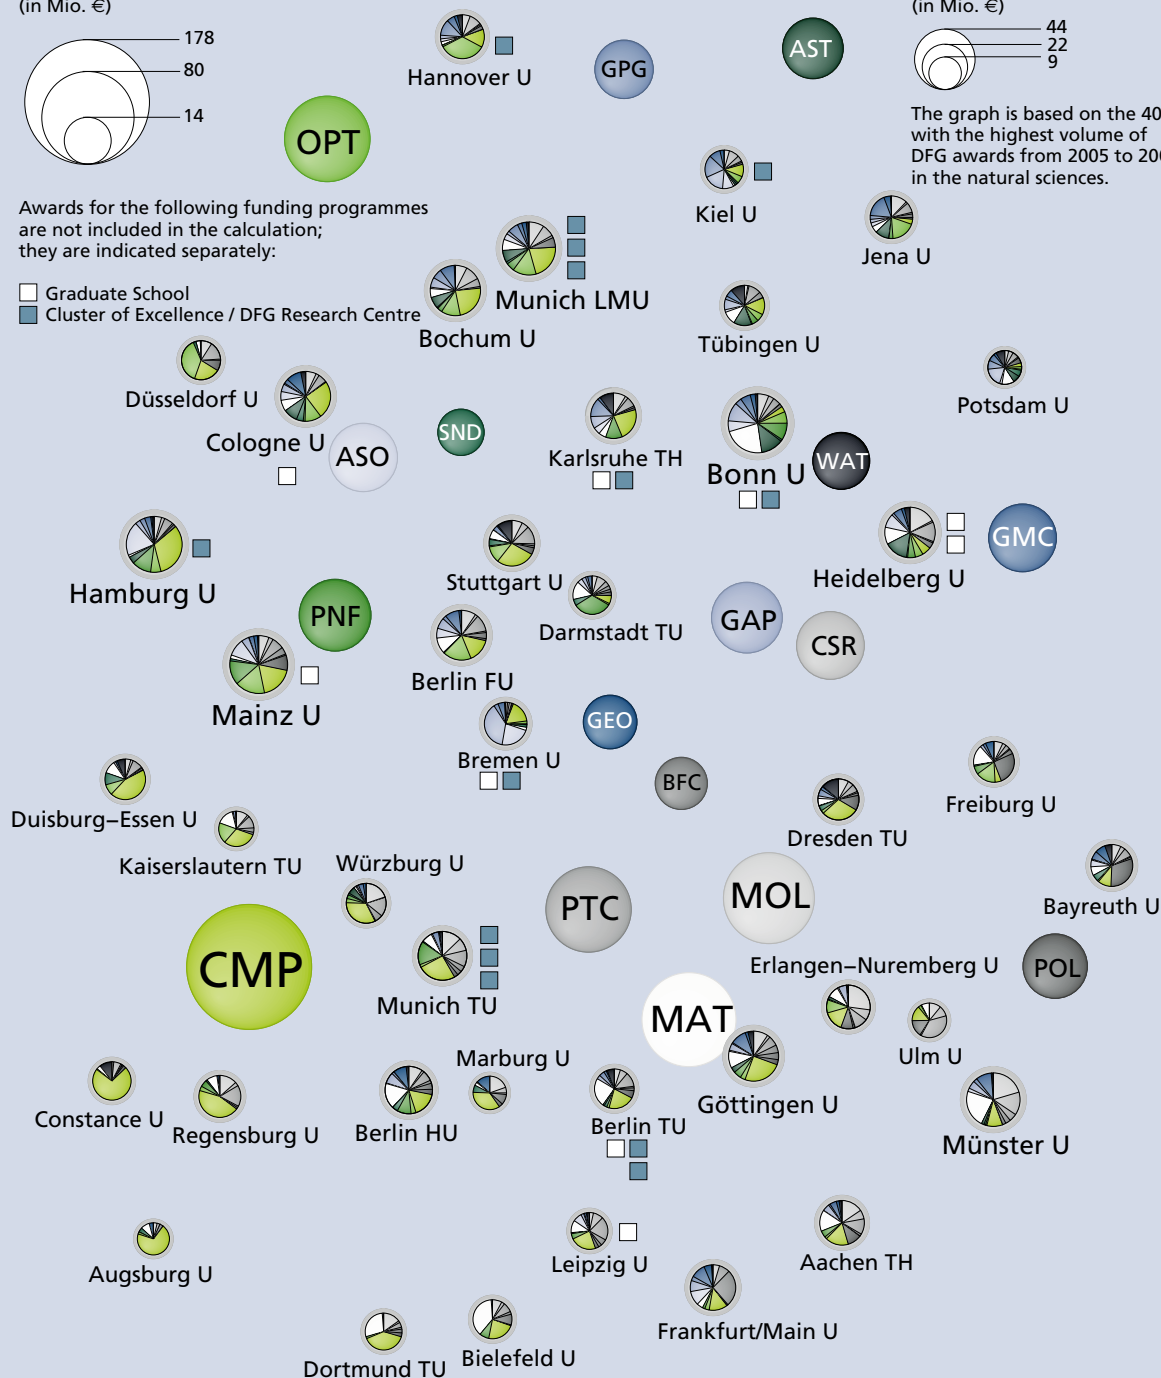 (in Mio. €)
178
80
14
(in Mio. €)
44
22
9
The graph is based on the 40
with the highest volume of
DFG awards from 2005 to 200
in the natural sciences.
Awards for the following funding programmes
are not included in the calculation;
they are indicated separately:
Graduate School
Cluster of Excellence / DFG Research Centre
Hannover U
GPG
AST
OPT
Kiel U
Jena U
Munich LMU
Bochum U
Tübingen U
Düsseldorf U
Potsdam U
Cologne U
ASO
SND
Karlsruhe TH
Bonn U
WAT
Hamburg U
Stuttgart U
Heidelberg U
GMC
PNF
Darmstadt TU
GAP
CSR
Berlin FU
Mainz U
GEO
Bremen U
BFC
Freiburg U
Duisburg–Essen U
Dresden TU
Kaiserslautern TU
Würzburg U
PTC
MOL
Bayreuth U
CMP
Munich TU
Erlangen–Nuremberg U
POL
MAT
Ulm U
Marburg U
Constance U
Regensburg U
Berlin HU
Berlin TU
Göttingen U
Münster U
Augsburg U
Leipzig U
Aachen TH
Frankfurt/Main U
Dortmund TU
Bielefeld U